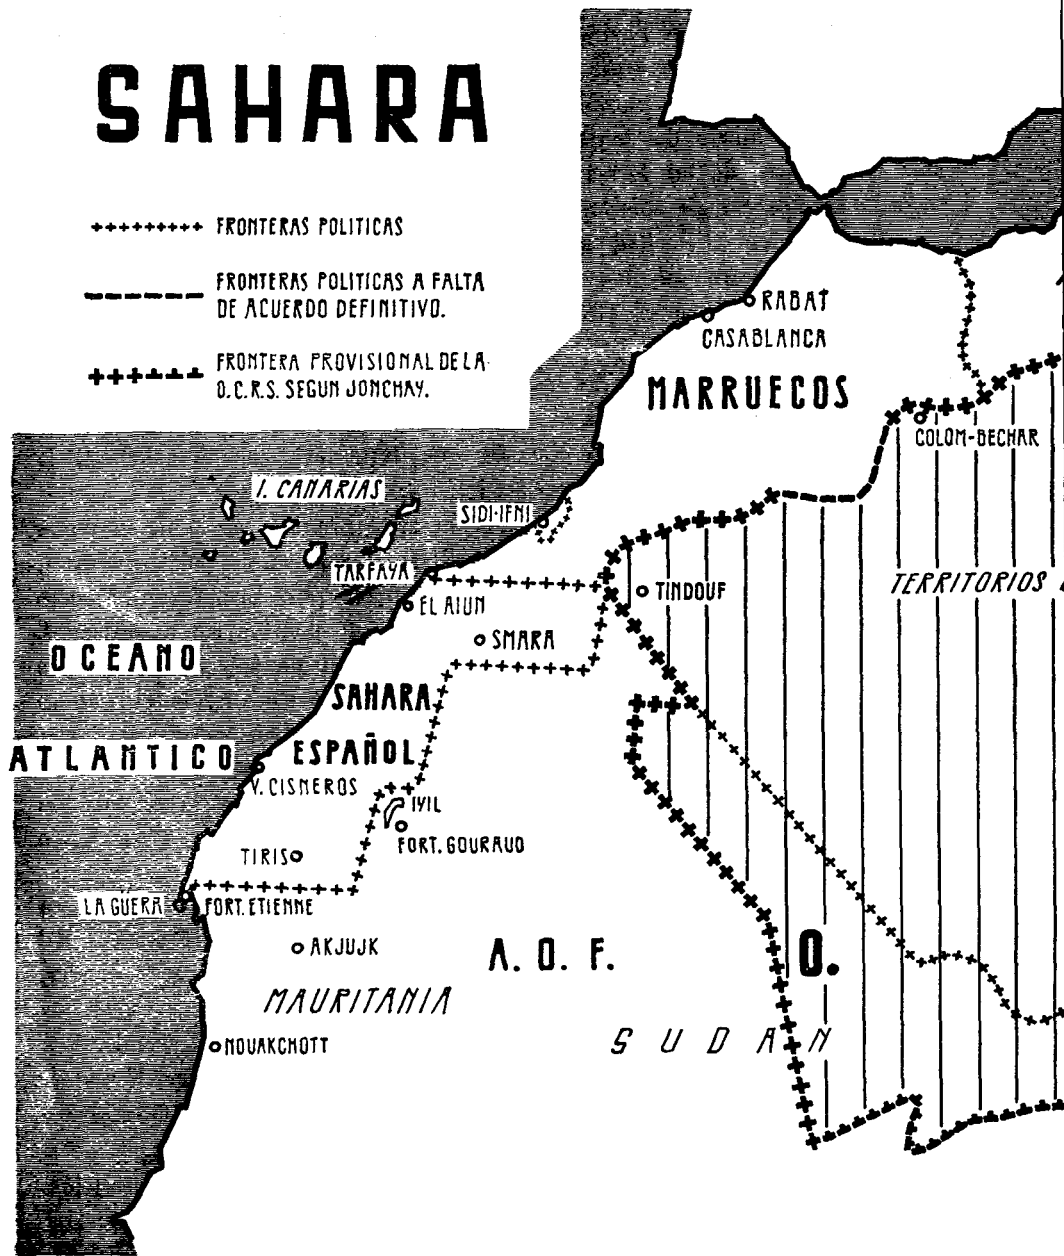 SAHARA
FRONTERAS POLITICAS
FRONTERAS POLITICAS A FALTA
DE ACUERDO DEFINITIVO.
FRONTERA PROVISIONAL DE LA
O.C.R.S. SEGUN JONCHAY.
RABAT
CASABLANCA
MARRUECOS
COLOM-BECHAR
I. CANARIAS
SIDI-IFNI
TARFAYA
TINDOUF
TERRITORIOS
EL AIUN
SMARA
OCEANO
SAHARA
ATLANTICO
ESPAÑOL
V. CISNEROS
IYIL
FORT. GOURAUD
TIRIS
LA GÜERA
FORT. ETIENNE
AKJUJK
A. O. F.
O.
MAURITANIA
SUDAN
NOUAKCHOTT